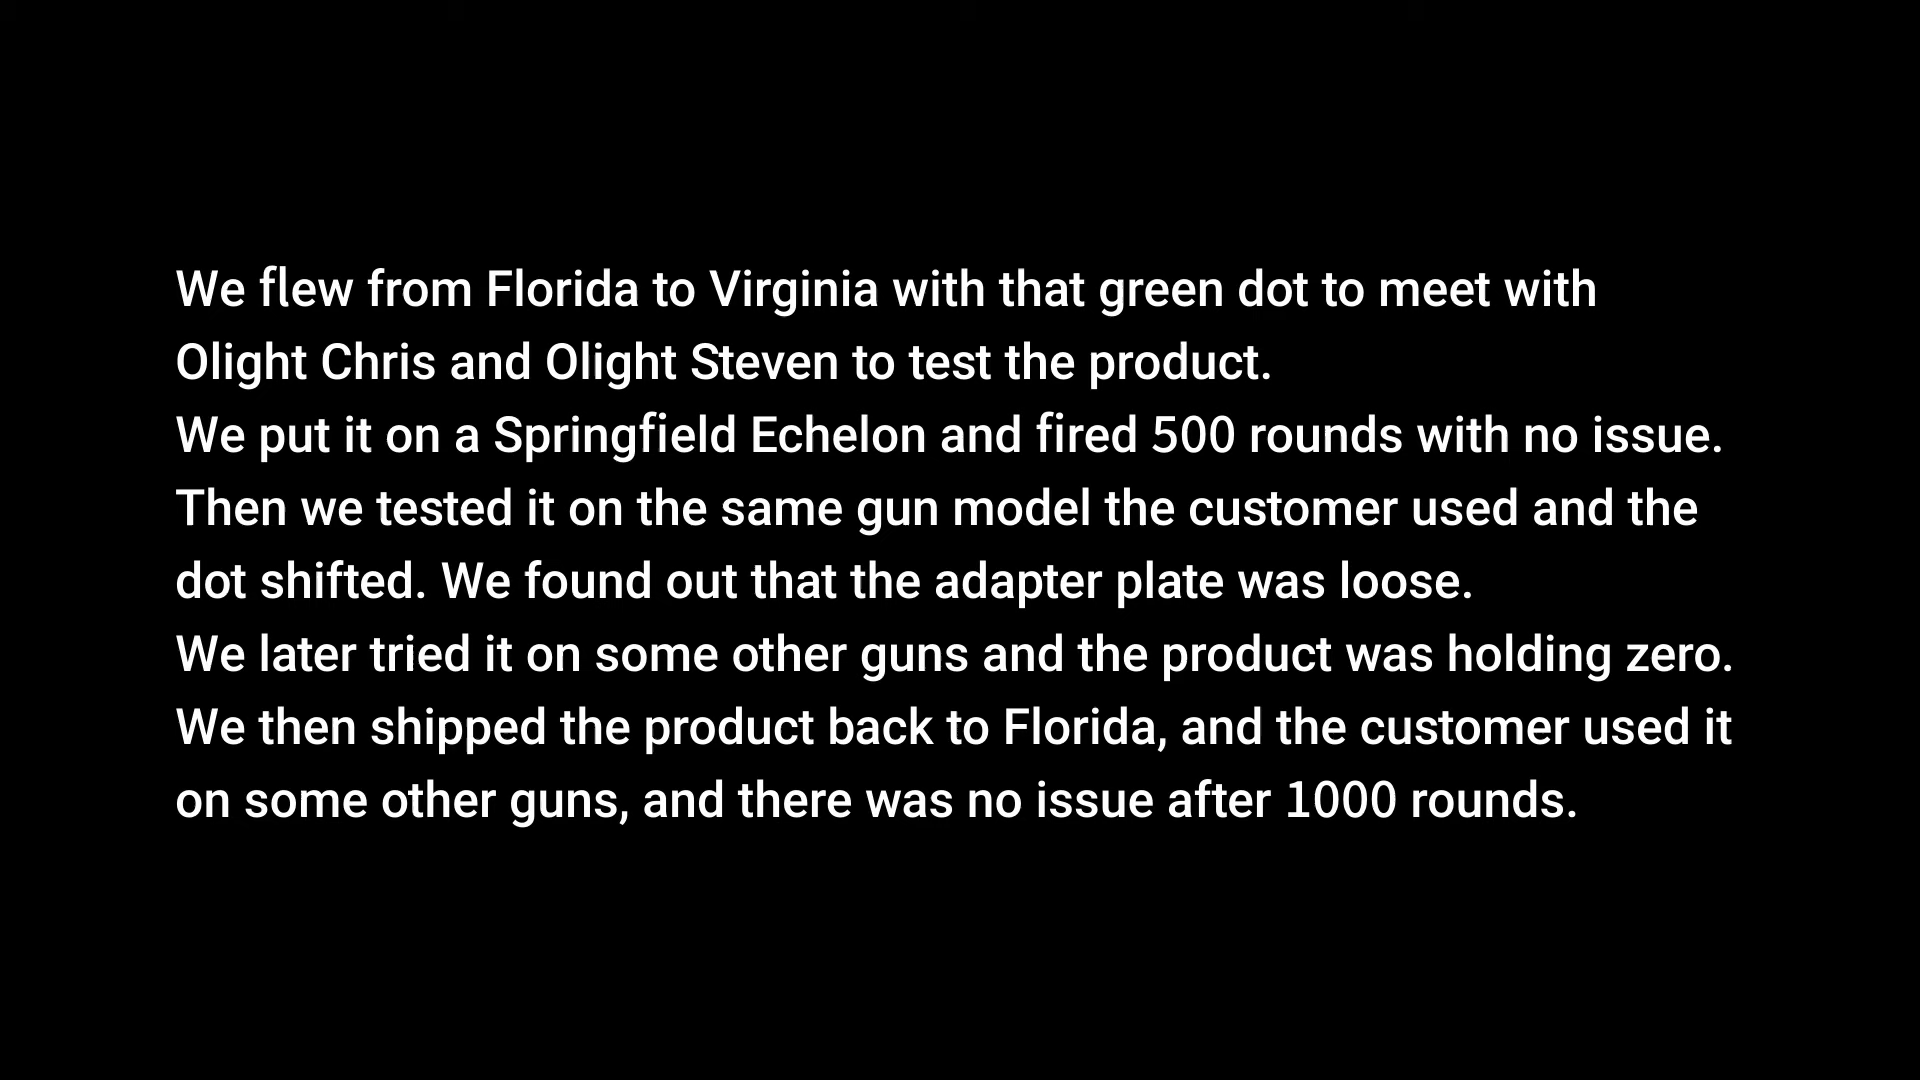 We flew from Florida to Virginia with that green dot to meet with
Olight Chris and Olight Steven to test the product.
We put it on a Springfield Echelon and fired 500 rounds with no issue.
Then we tested it on the same gun model the customer used and the
dot shifted. We found out that the adapter plate was loose.
We later tried it on some other guns and the product was holding zero.
We then shipped the product back to Florida, and the customer used it
on some other guns, and there was no issue after 1000 rounds.